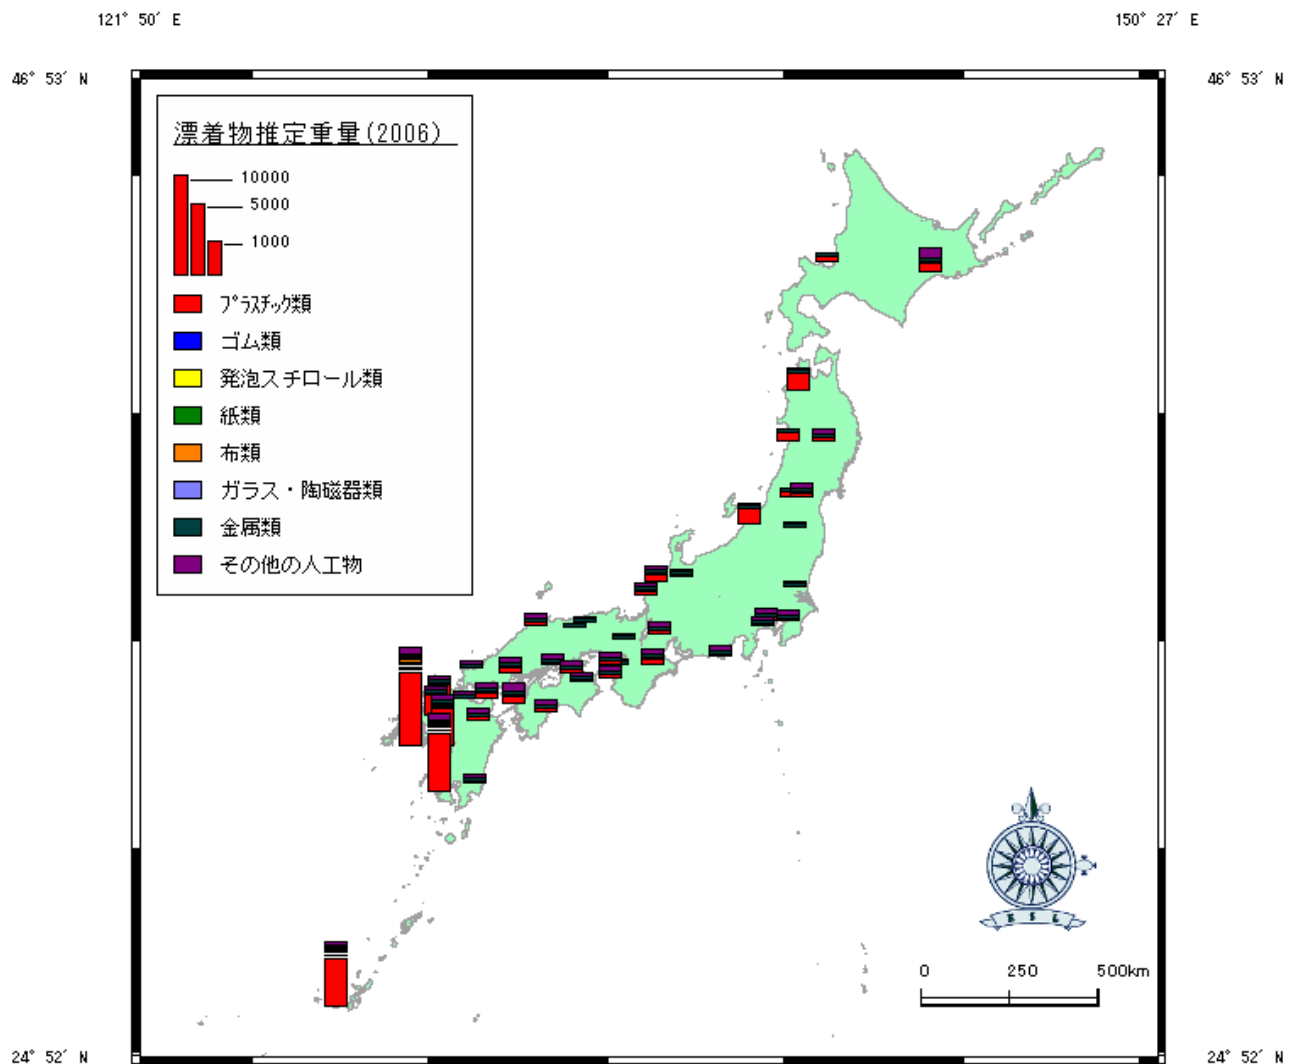 121° 50′ E
150° 27′ E
46° 53′ N
46° 53′ N
漂着物推定重量(2006)
10000
5000
1000
プラスチック類
ゴム類
発泡スチロール類
紙類
布類
ガラス・陶磁器類
金属類
その他の人工物
0 250 500km
24° 52′ N
24° 52′ N